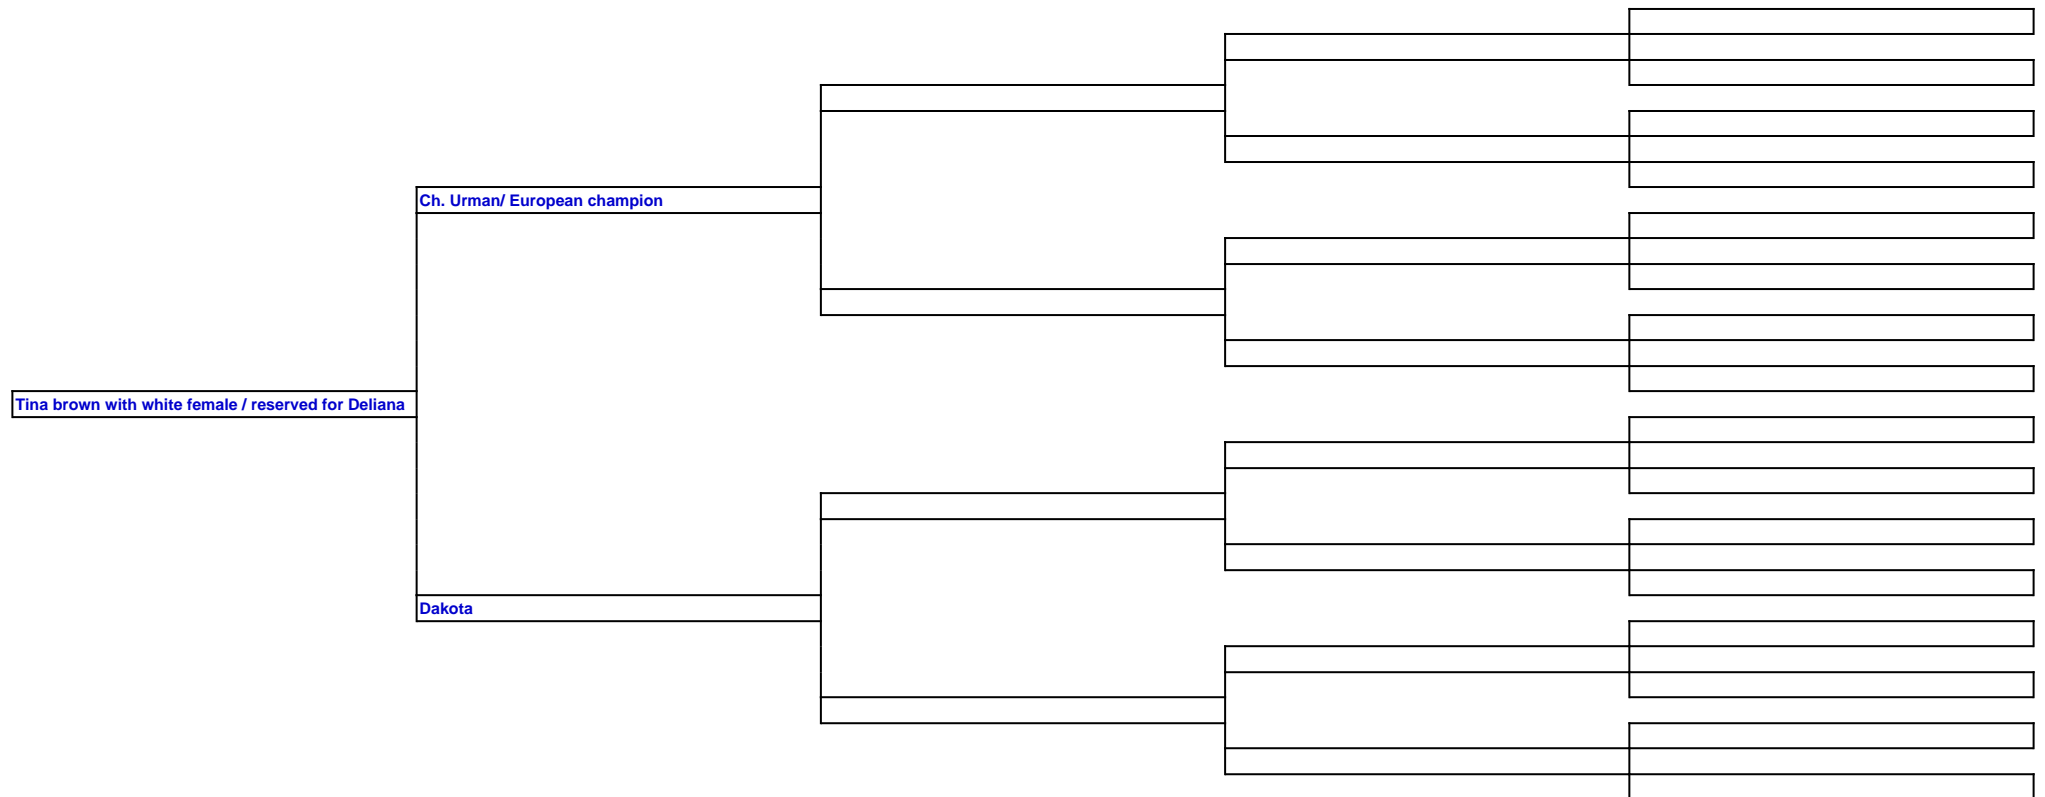 Ch. Urman/ European champion
Tina brown with white female / reserved for Deliana
Dakota